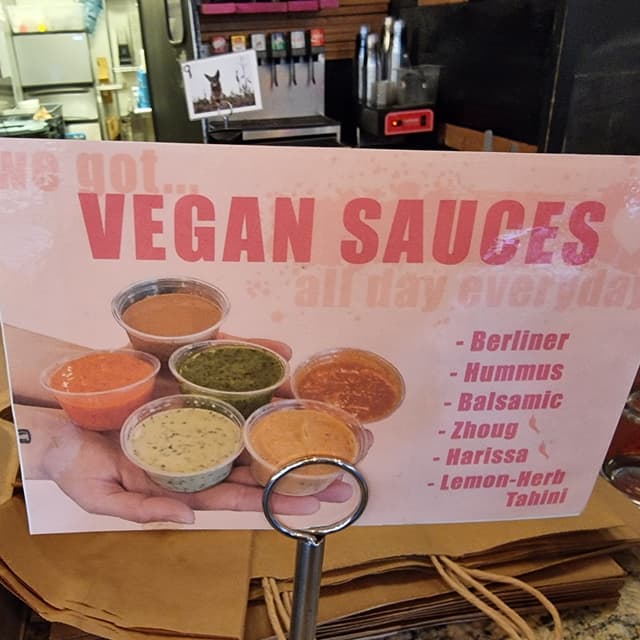 we got...
VEGAN SAUCES
all day everyday
- Berliner
- Hummus
- Balsamic
- Zhoug
- Harissa
- Lemon-Herb
Tahini